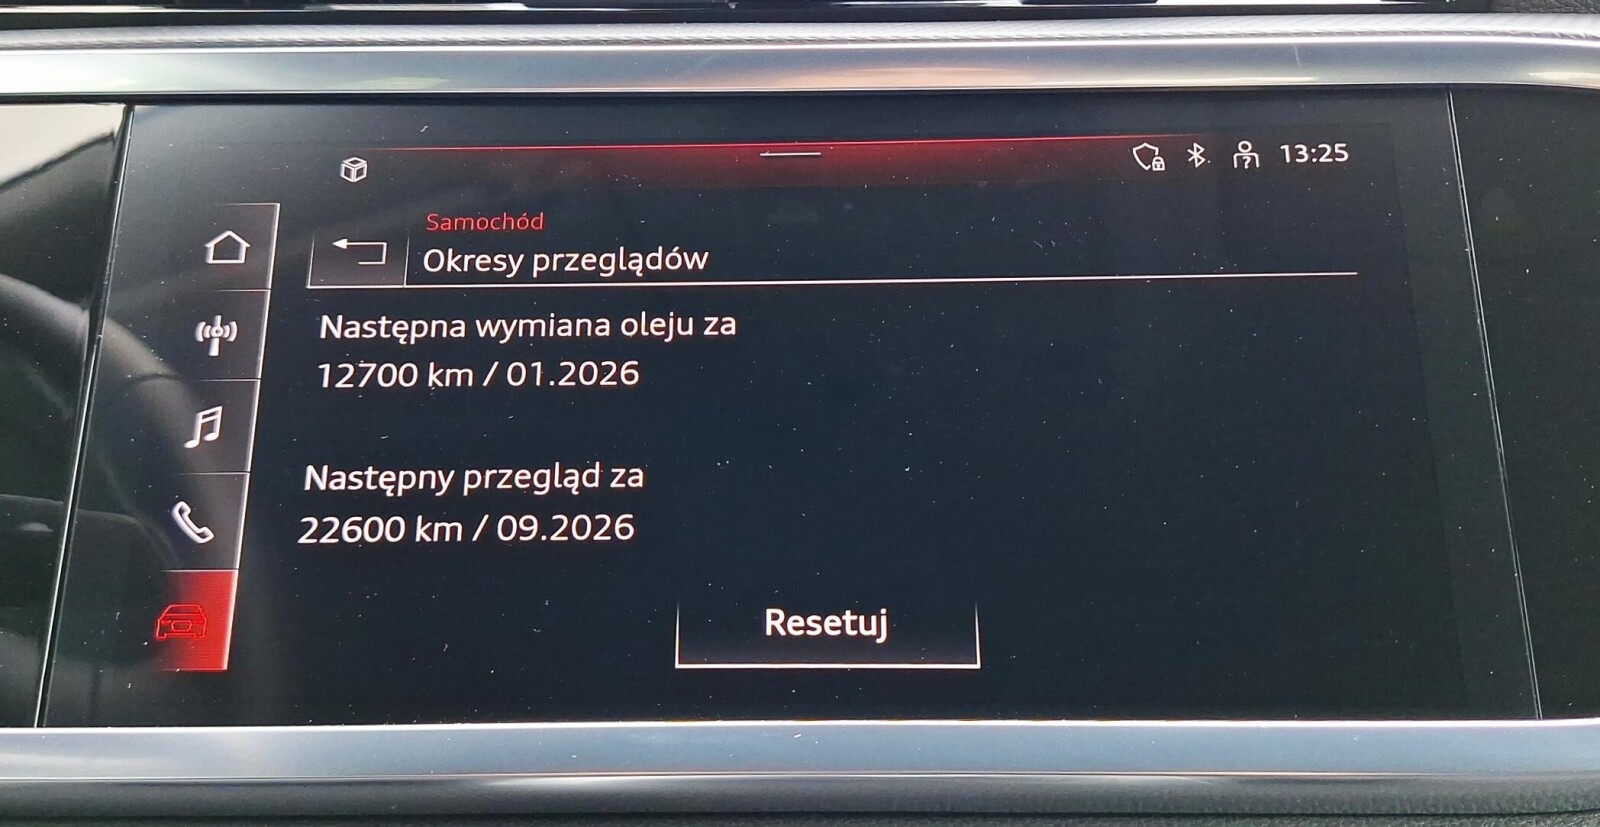 13:25
Samochód
Okresy przeglądów
Następna wymiana oleju za
12700 km / 01.2026
Następny przegląd za
22600 km / 09.2026
Resetuj